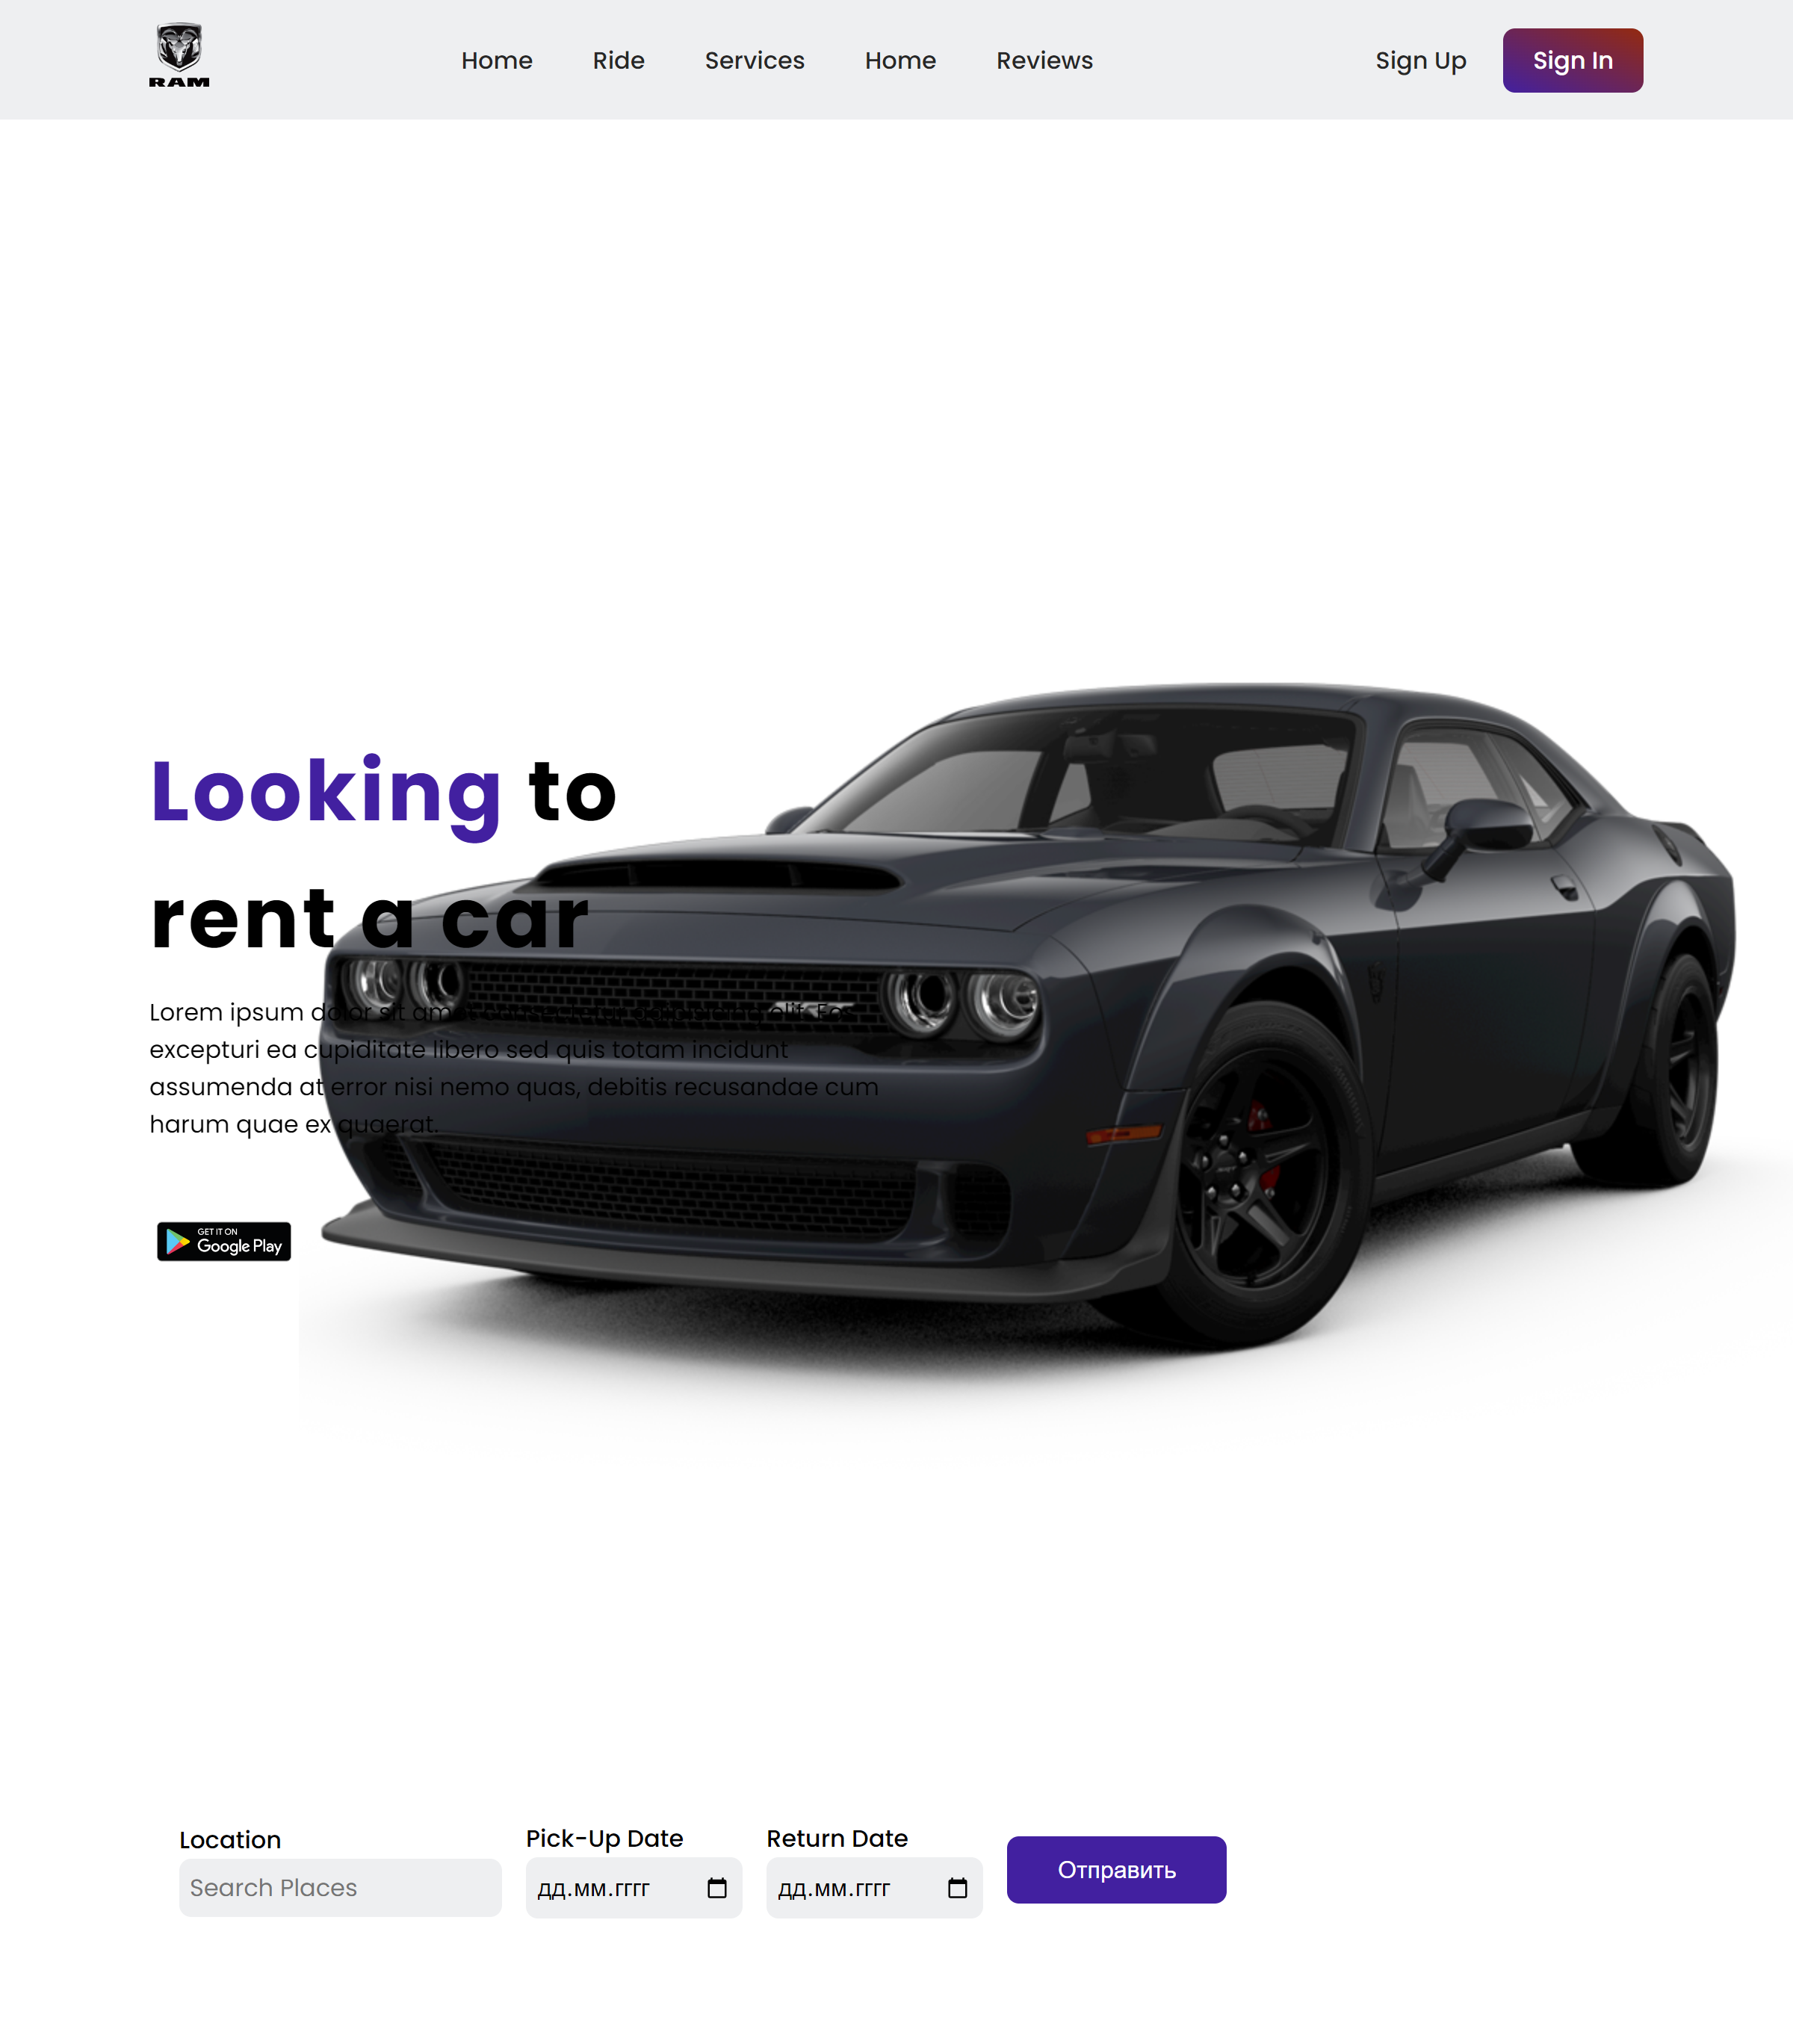 RAM
Home
Ride
Services
Home
Reviews
Sign Up
Sign In
Looking to
rent a car
Lorem ipsum dolor sit amet consectetur adipisicing elit. Eos
excepturi ea cupiditate libero sed quis totam incidunt
assumenda at error nisi nemo quas, debitis recusandae cum
harum quae ex quaerat.
GET IT ON
Google Play
Location
Pick-Up Date
Return Date
Search Places
дд.мм.гггг
дд.мм.гггг
Отправить